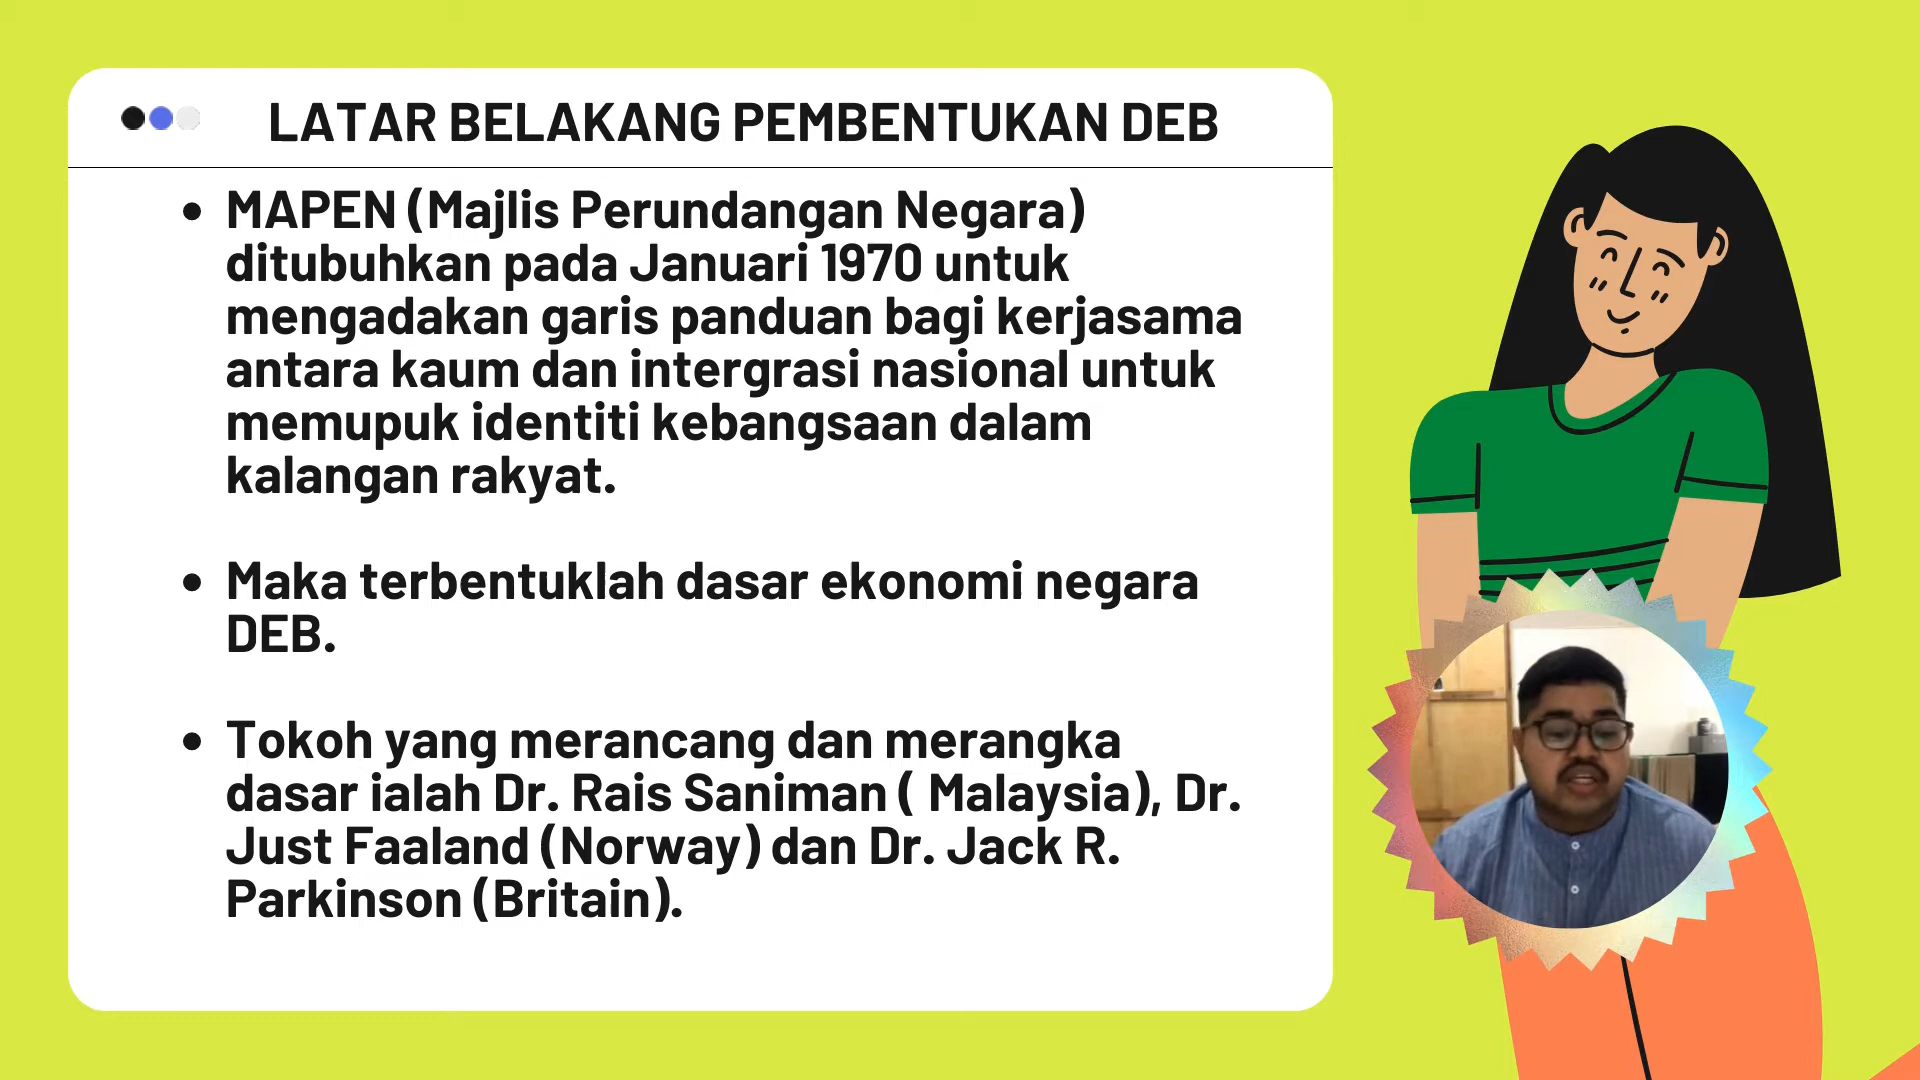 LATAR BELAKANG PEMBENTUKAN DEB
• MAPEN (Majlis Perundangan Negara)
ditubuhkan pada Januari 1970 untuk
mengadakan garis panduan bagi kerjasama
antara kaum dan intergrasi nasional untuk
memupuk identiti kebangsaan dalam
kalangan rakyat.
• Maka terbentuklah dasar ekonomi negara
DEB.
• Tokoh yang merancang dan merangka
dasar ialah Dr. Rais Saniman ( Malaysia), Dr.
Just Faaland (Norway) dan Dr. Jack R.
Parkinson (Britain).